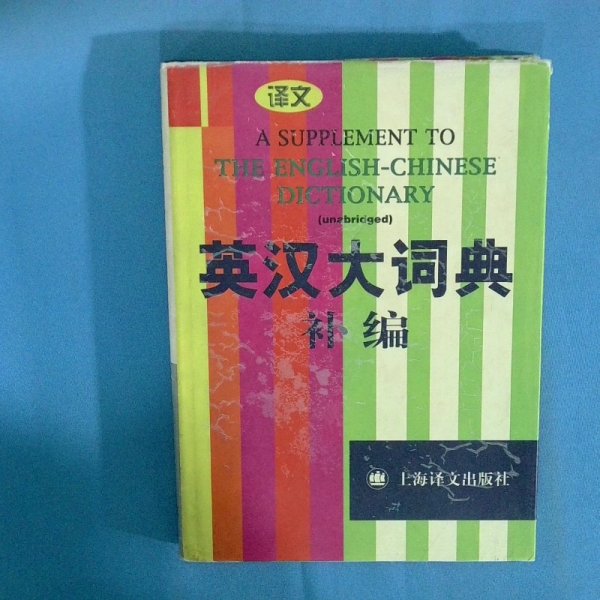 译文
A SUPPLEMENT TO
THE ENGLISH-CHINESE
DICTIONARY
(unabridged)
英汉大词典
补编
上海译文出版社